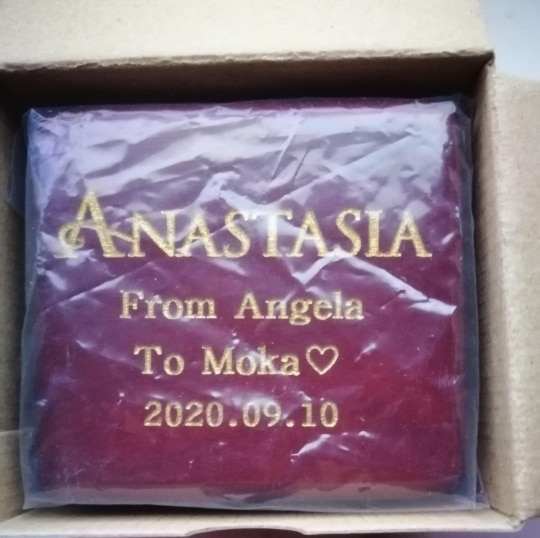 ANASTASIA
From Angela
To Moka♡
2020.09.10